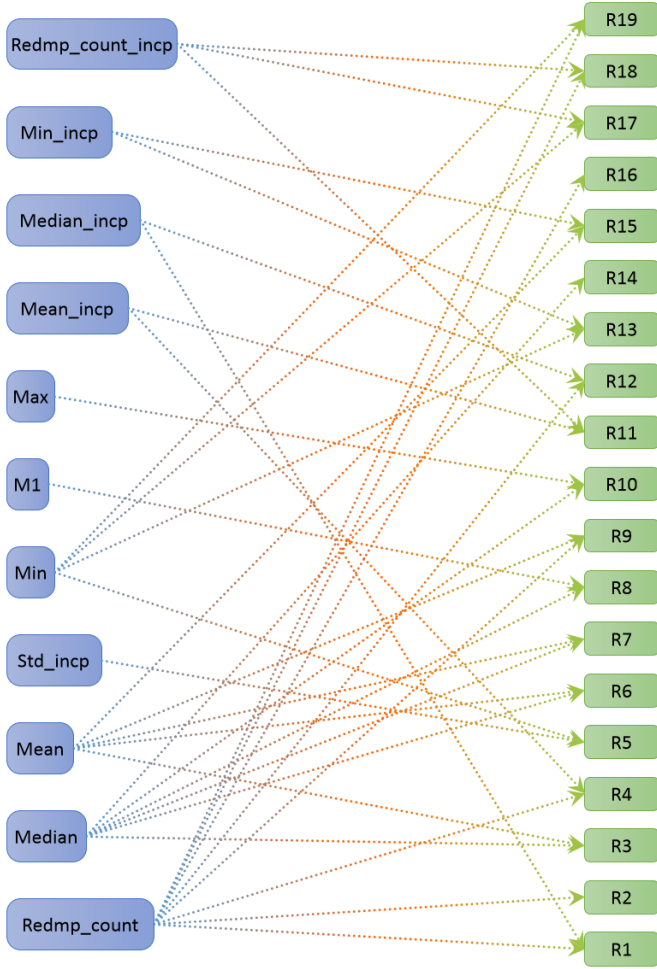 Redmp_count_incp
Min_incp
Median_incp
Mean_incp
Max
M1
Min
Std_incp
Mean
Median
Redmp_count
R19
R18
R17
R16
R15
R14
R13
R12
R11
R10
R9
R8
R7
R6
R5
R4
R3
R2
R1